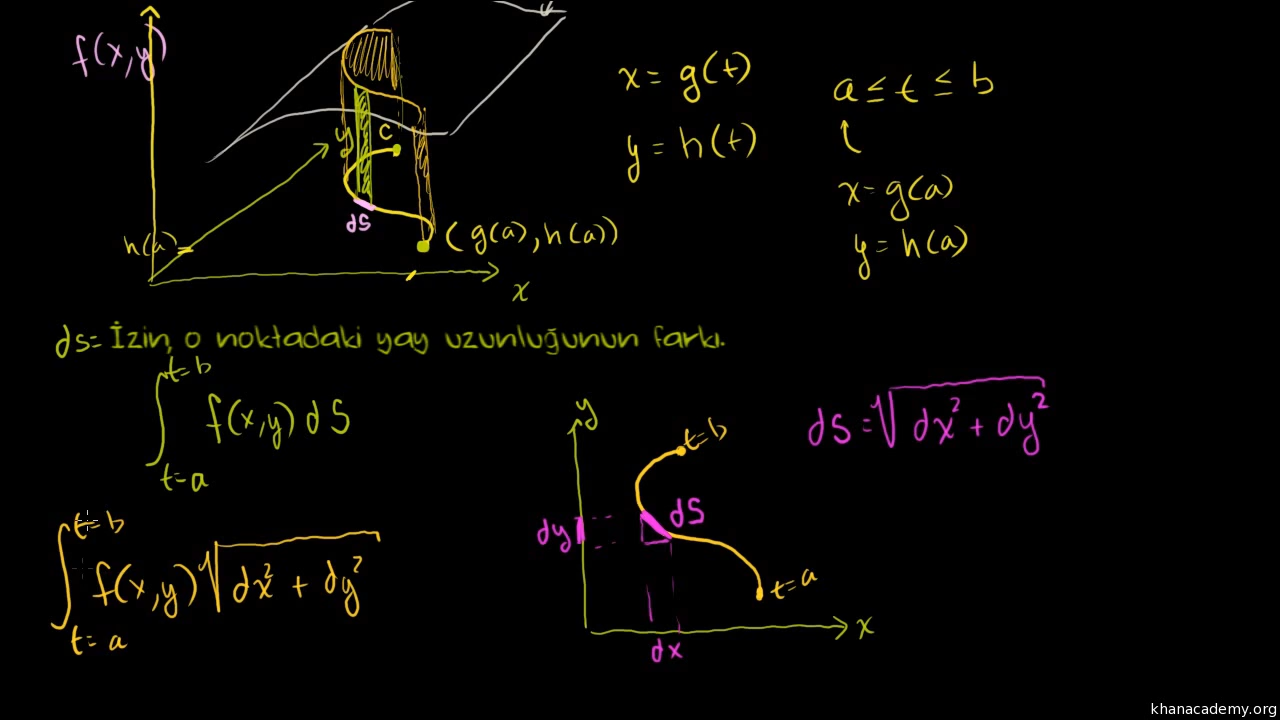 f(x,y)
x = g(t)
a ≤ t ≤ b
y = h(t)
x = g(a)
y = h(a)
y
c
dS
h(a)
(g(a), h(a))
x
ds = İzin, o noktadaki yay uzunluğunun farkı.
∫ t=b t=a f(x,y) dS
y
t=b
dS = √dx² + dy²
dS
dy
∫ t=b t=a f(x,y) √dx² + dy²
t=a
x
dx
khanacademy.org